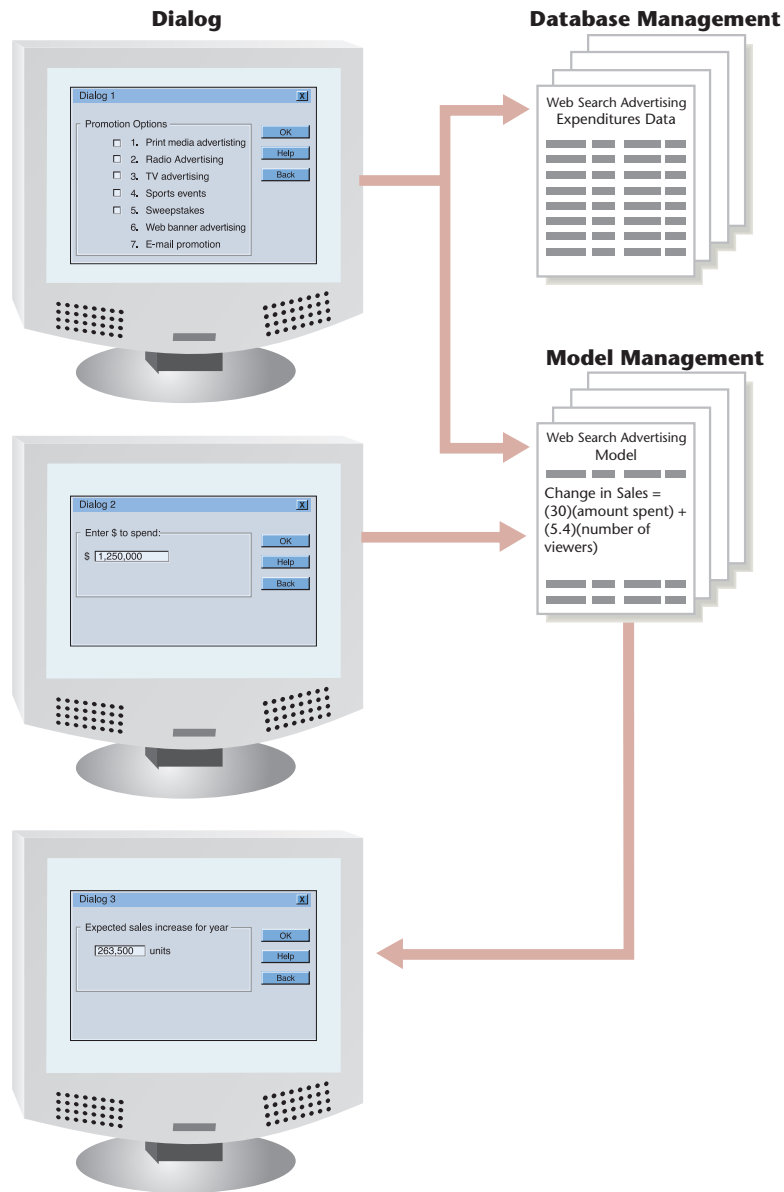 Dialog
Database Management
Dialog 1
X
Promotion Options
1. Print media advertisting
2. Radio Advertising
3. TV advertising
4. Sports events
5. Sweepstakes
6. Web banner advertising
7. E-mail promotion
OK
Help
Back
Web Search Advertising
Expenditures Data
Model Management
Web Search Advertising
Model
Change in Sales =
(30)(amount spent) +
(5.4)(number of
viewers)
Dialog 2
X
Enter $ to spend:
$ 1,250,000
OK
Help
Back
Dialog 3
X
Expected sales increase for year
263,500 units
OK
Help
Back